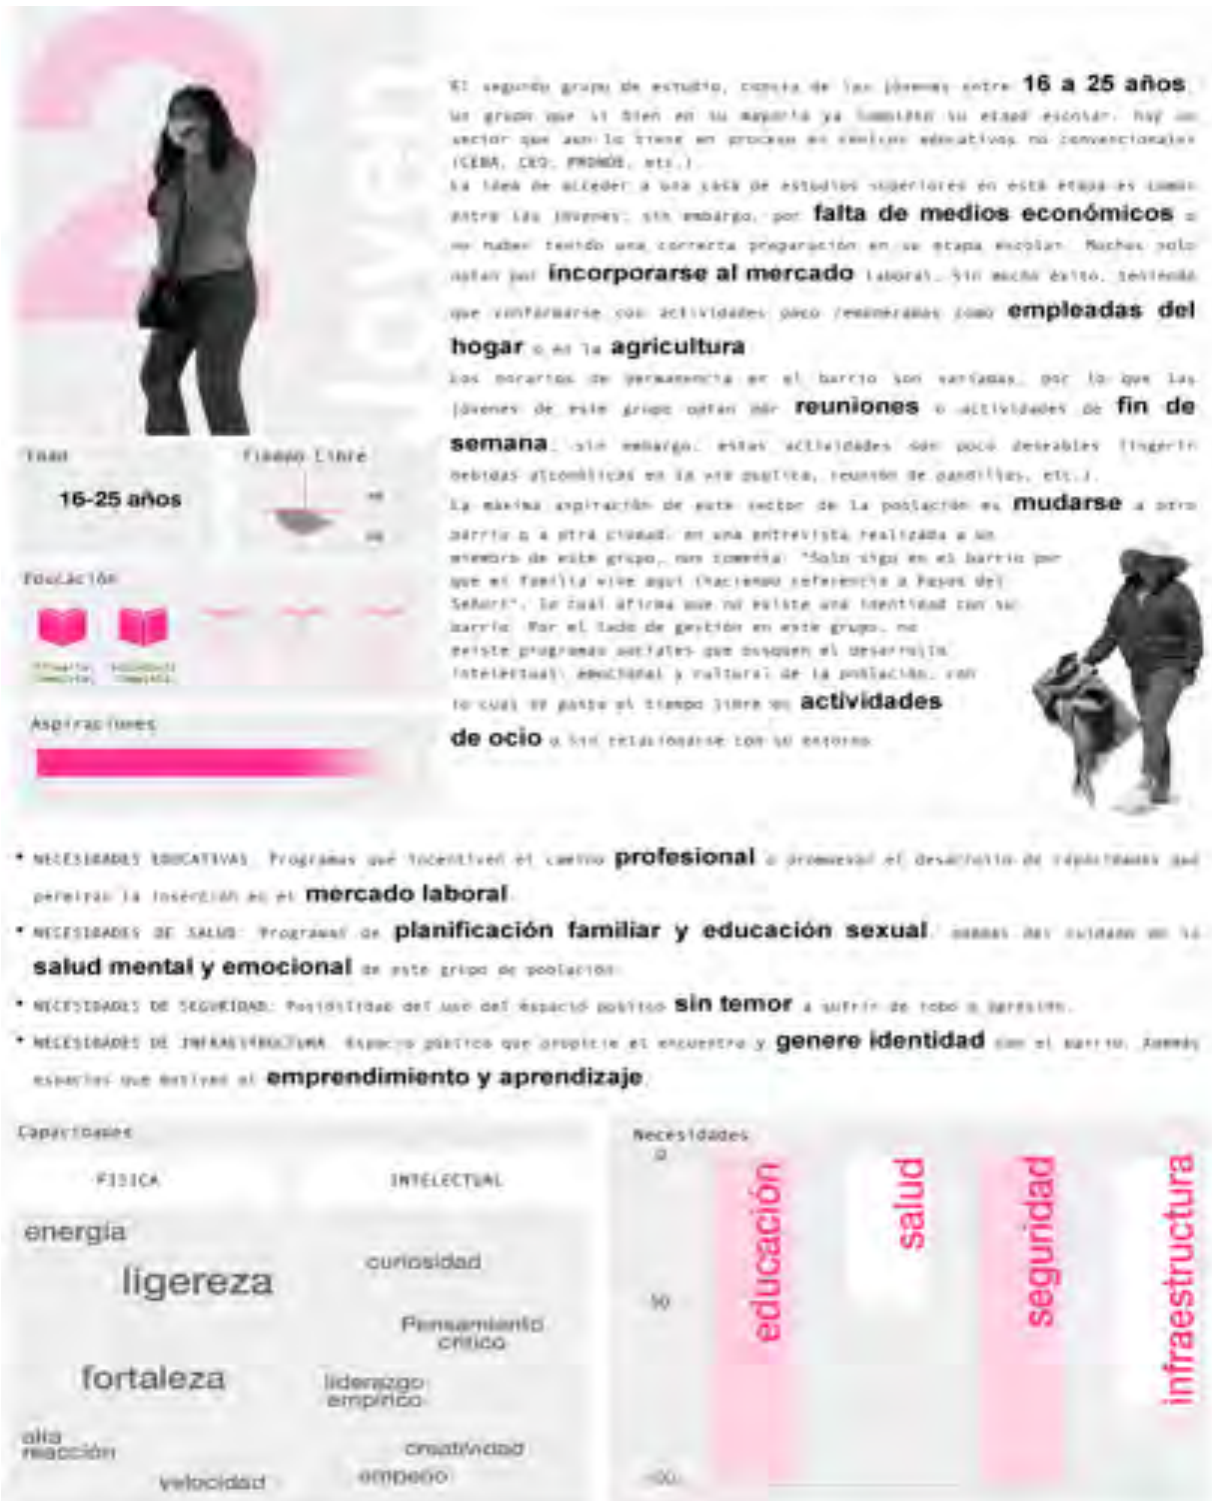 2
Joven
El segundo grupo de estudio, consta de los jóvenes entre 16 a 25 años
un grupo que si bien en su mayoría ya su etapa escolar, hay un
sector que aun lo tiene en proceso en educativos no convencionales
(CEBA, CEO, etc.)
La idea de acceder a una casa de estudios superiores en esta etapa es común
entre los jóvenes, sin embargo, por falta de medios económicos o
no haber tenido una correcta preparación en su etapa escolar. Muchos solo
optan por incorporarse al mercado laboral, sin mucho éxito, teniendo
que conformarse con actividades poco remuneradas como empleadas del
hogar o en la agricultura
Los horarios de permanencia en el barrio son variadas, por lo que las
jóvenes de este grupo optan por reuniones o actividades de fin de
semana, sin embargo, estas actividades son poco deseables (ingerir
bebidas alcohólicas en la vía pública, reunión de pandillas, etc.).
La máxima aspiración de este sector de la población es mudarse a otro
barrio o a otra ciudad, en una entrevista realizada a un
miembro de este grupo, nos comenta: "Solo sigo en el barrio por
que mi familia vive aquí (haciendo referencia a del
Señor)", lo cual afirma que no existe una identidad con su
barrio. Por el lado de gestión en este grupo, no
existe programas sociales que busquen el desarrollo
intelectual, emocional y cultural de la población, con
lo cual se pasa el tiempo libre en actividades
de ocio o sin relacionarse con su entorno
Edad
16-25 años
Tiempo Libre
Educación
Primaria
Completa
Secundaria
Completa
Aspiraciones
• NECESIDADES EDUCATIVAS: Programas que incentiven el camino profesional o promuevan el desarrollo de capacidades que
permitan la inserción en el mercado laboral.
• NECESIDADES DE SALUD: Programas de planificación familiar y educación sexual, del cuidado de la
salud mental y emocional de este grupo de población.
• NECESIDADES DE SEGURIDAD: Posibilidad del uso del espacio público sin temor a sufrir de robo o agresión.
• NECESIDADES DE INFRAESTRUCTURA: Espacio público que propicie el encuentro y genere identidad con el barrio. Además
espacios que motiven al emprendimiento y aprendizaje.
Capacidades
FISICA
INTELECTUAL
energía
ligereza
fortaleza
alta
reacción
velocidad
curiosidad
Pensamiento
critico
liderazgo
empírico
creatividad
empeño
Necesidades
0
50
100
educación
salud
seguridad
infraestructura